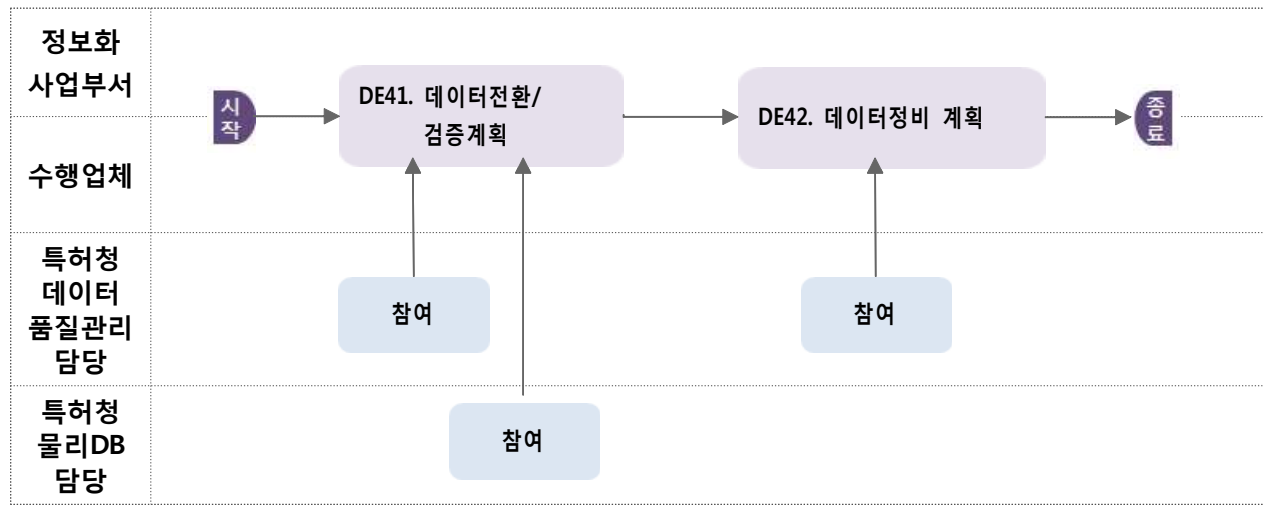 정보화
사업부서
시
작
DE41. 데이터전환/
검증계획
DE42. 데이터정비 계획
종
료
수행업체
특허청
데이터
품질관리
담당
참여
참여
특허청
물리DB
담당
참여